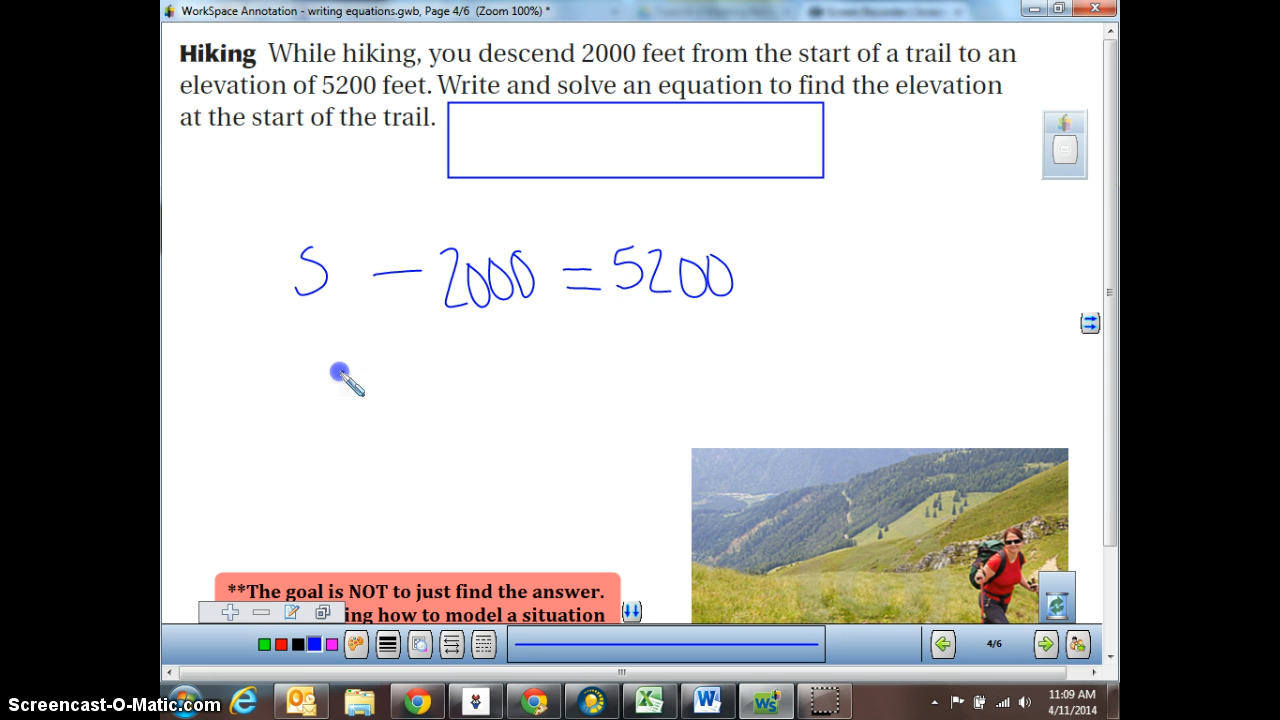 WorkSpace Annotation - writing equations.gwb, Page 4/6 (Zoom 100%) *
Hiking While hiking, you descend 2000 feet from the start of a trail to an
elevation of 5200 feet. Write and solve an equation to find the elevation
at the start of the trail.
S — 2000 = 5200
**The goal is NOT to just find the answer.
ing how to model a situation
4/6
11:09 AM
4/11/2014
Screencast-O-Matic.com